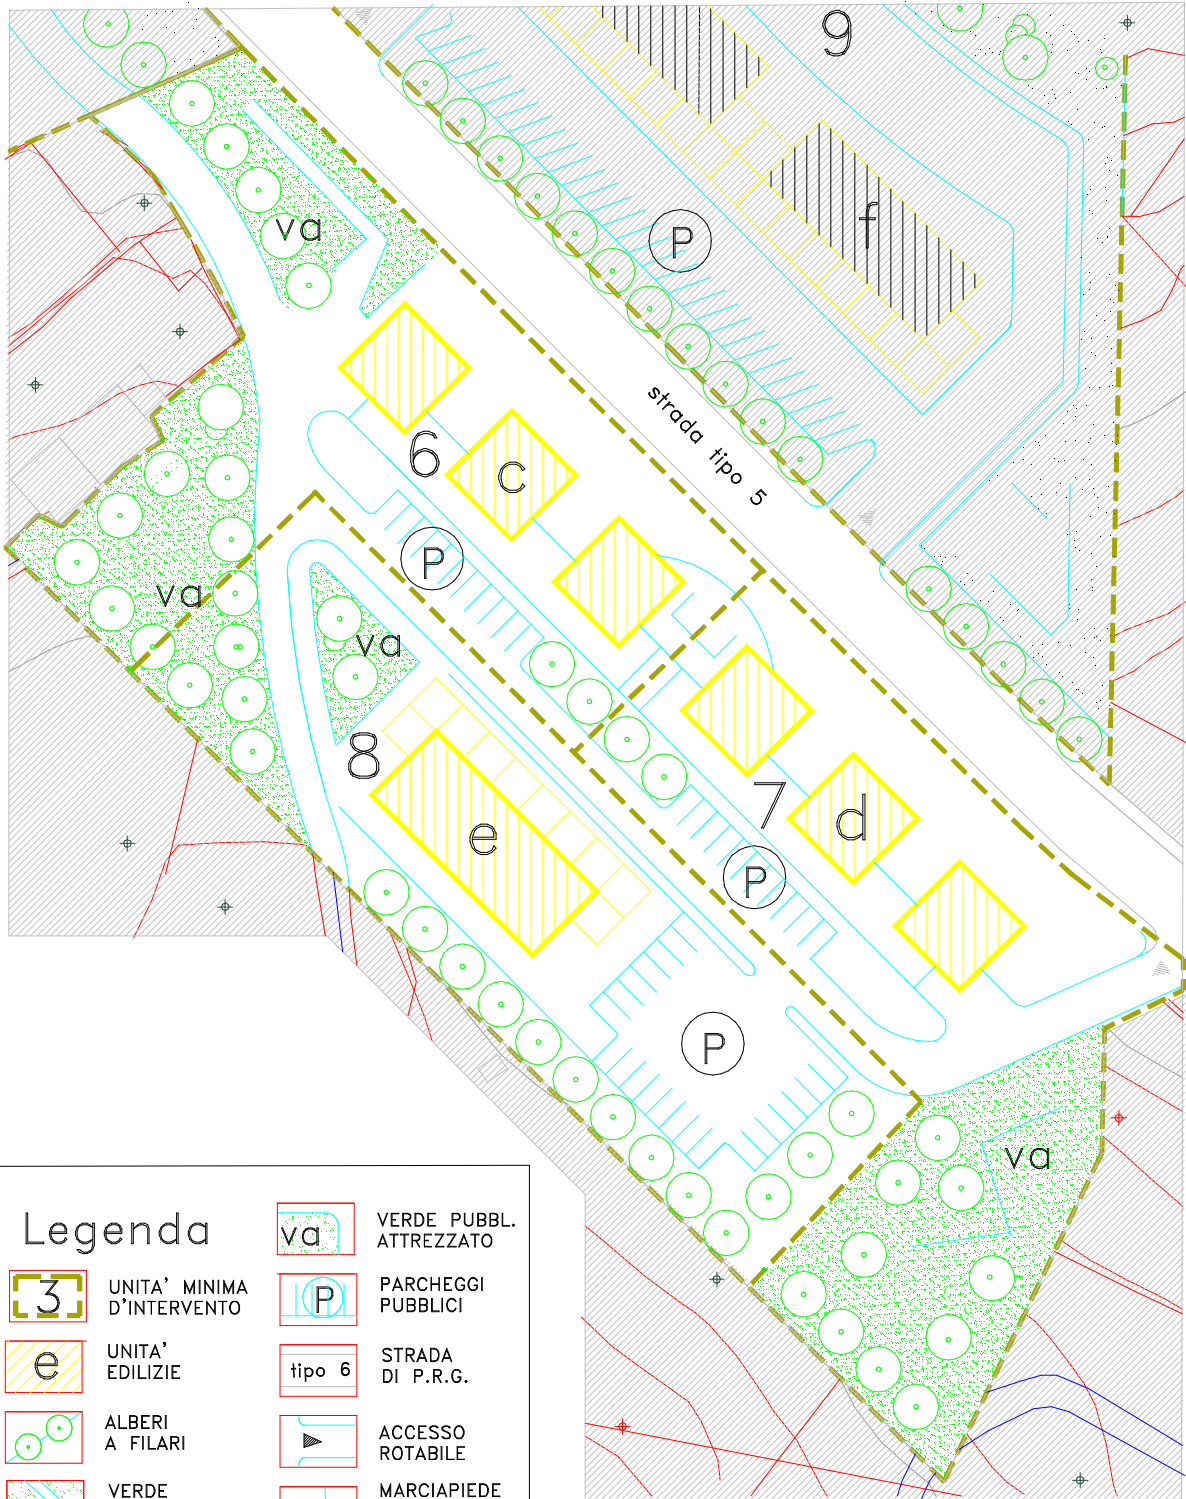 9
P
f
va
strada tipo 5
6
c
P
va
va
8
7
d
e
P
P
va
Legenda
va
VERDE PUBBL.
ATTREZZATO
3
UNITA' MINIMA
D'INTERVENTO
P
PARCHEGGI
PUBBLICI
e
UNITA'
EDILIZIE
tipo 6
STRADA
DI P.R.G.
ALBERI
A FILARI
ACCESSO
ROTABILE
VERDE
MARCIAPIEDE